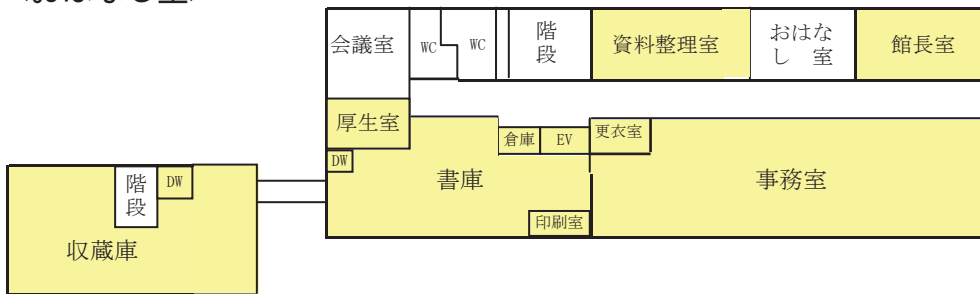 会議室
WC
WC
階
段
資料整理室
おはな
し　室
館長室
厚生室
倉庫
EV
更衣室
DW
書庫
事務室
階
段
DW
印刷室
収蔵庫